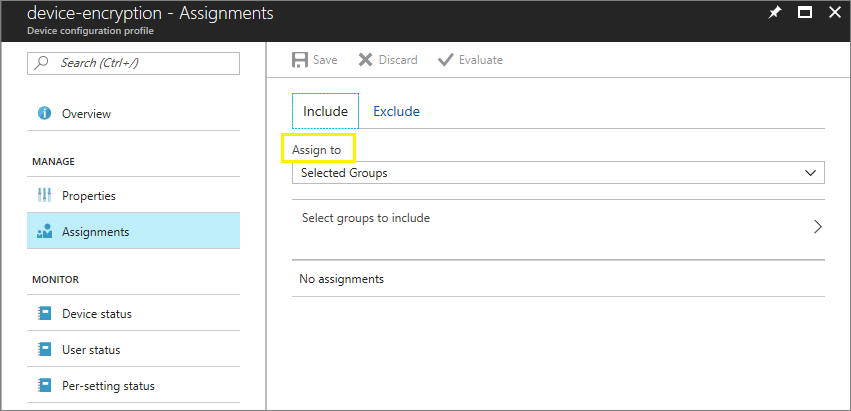 device-encryption - Assignments
Device configuration profile
Search (Ctrl+/)
Overview
MANAGE
Properties
Assignments
MONITOR
Device status
User status
Per-setting status
Save Discard Evaluate
Include Exclude
Assign to
Selected Groups
Select groups to include
No assignments